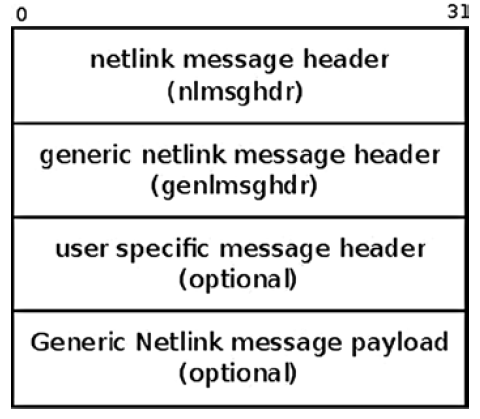 0 31
netlink message header
(nlmsghdr)
generic netlink message header
(genlmsghdr)
user specific message header
(optional)
Generic Netlink message payload
(optional)